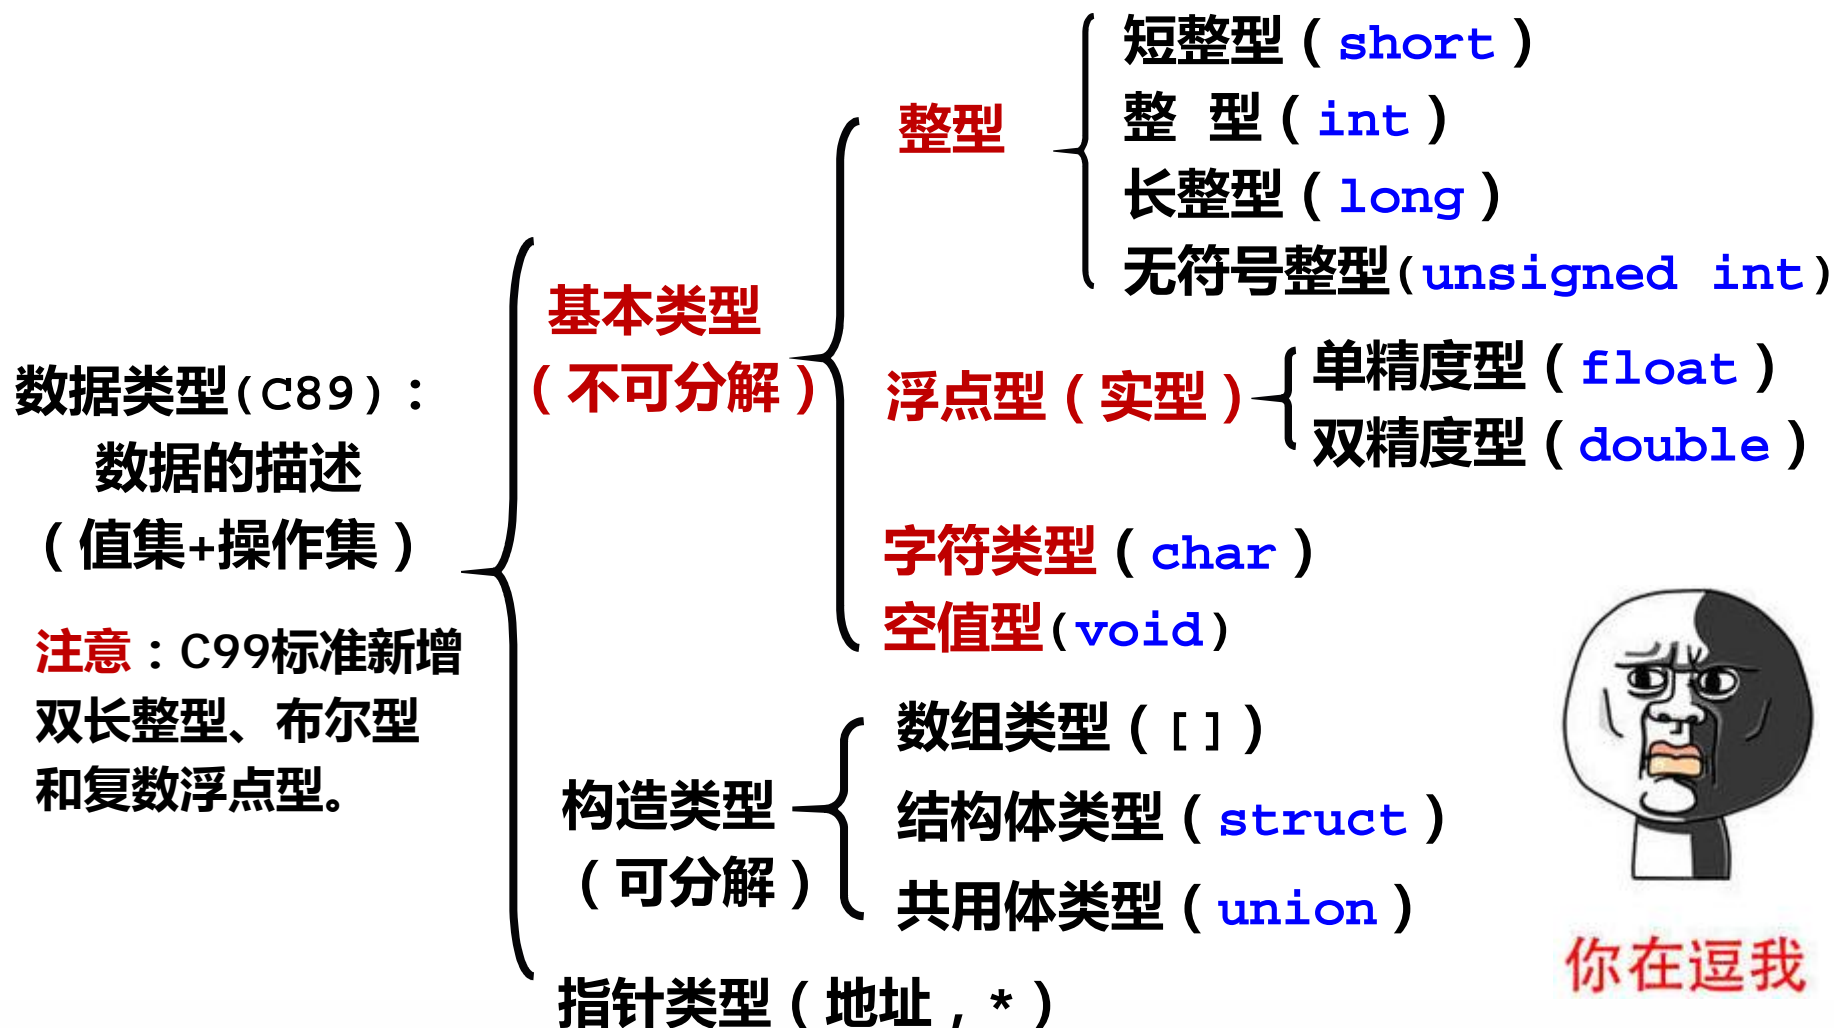 数据类型(C89)：
数据的描述
（值集+操作集）
注意：C99标准新增
双长整型、布尔型
和复数浮点型。
基本类型
（不可分解）
整型
短整型（short）
整 型（int）
长整型（long）
无符号整型(unsigned int)
浮点型（实型）
单精度型（float）
双精度型（double）
字符类型（char）
空值型(void)
构造类型
（可分解）
数组类型（[]）
结构体类型（struct）
共用体类型（union）
指针类型（地址，*）
你在逗我